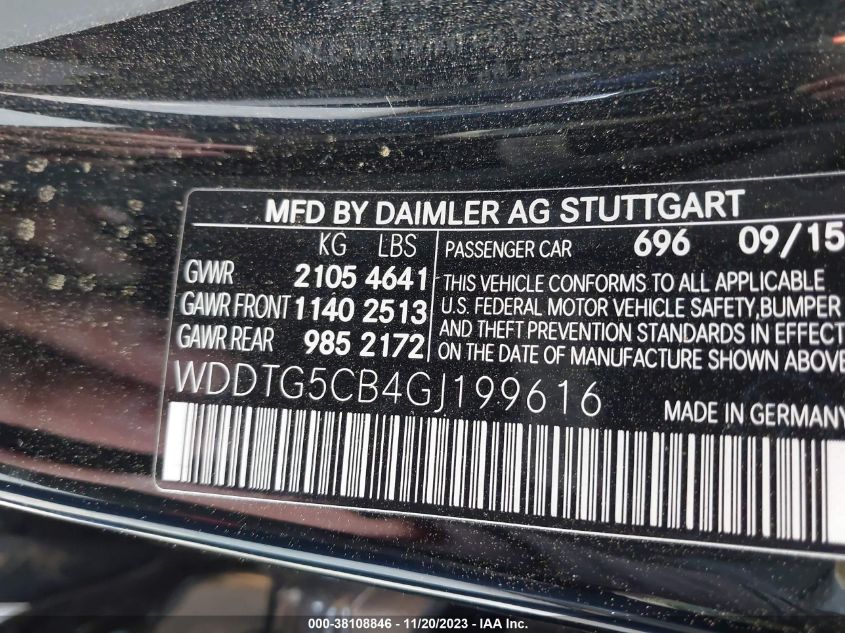 MFD BY DAIMLER AG STUTTGART
KG LBS
GVWR 2105 4641
GAWR FRONT 1140 2513
GAWR REAR 985 2172
PASSENGER CAR 696 09/15
THIS VEHICLE CONFORMS TO ALL APPLICABLE
U.S. FEDERAL MOTOR VEHICLE SAFETY,BUMPER
AND THEFT PREVENTION STANDARDS IN EFFECT
ON THE DATE OF MANUFACTURE SHOWN ABOVE
WDDTG5CB4GJ199616
MADE IN GERMANY
000-38108846 - 11/20/2023 - IAA Inc.